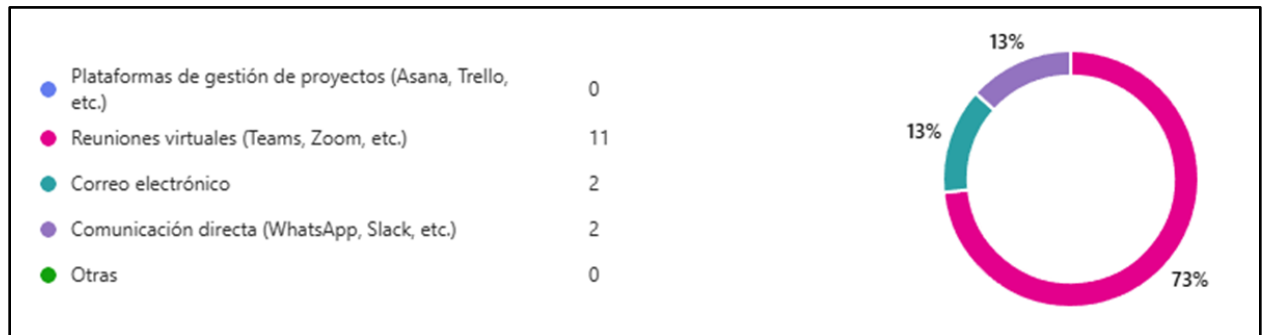 13%
Plataformas de gestión de proyectos (Asana, Trello,
etc.)
0
Reuniones virtuales (Teams, Zoom, etc.)
11
13%
Correo electrónico
2
Comunicación directa (WhatsApp, Slack, etc.)
2
Otras
0
73%